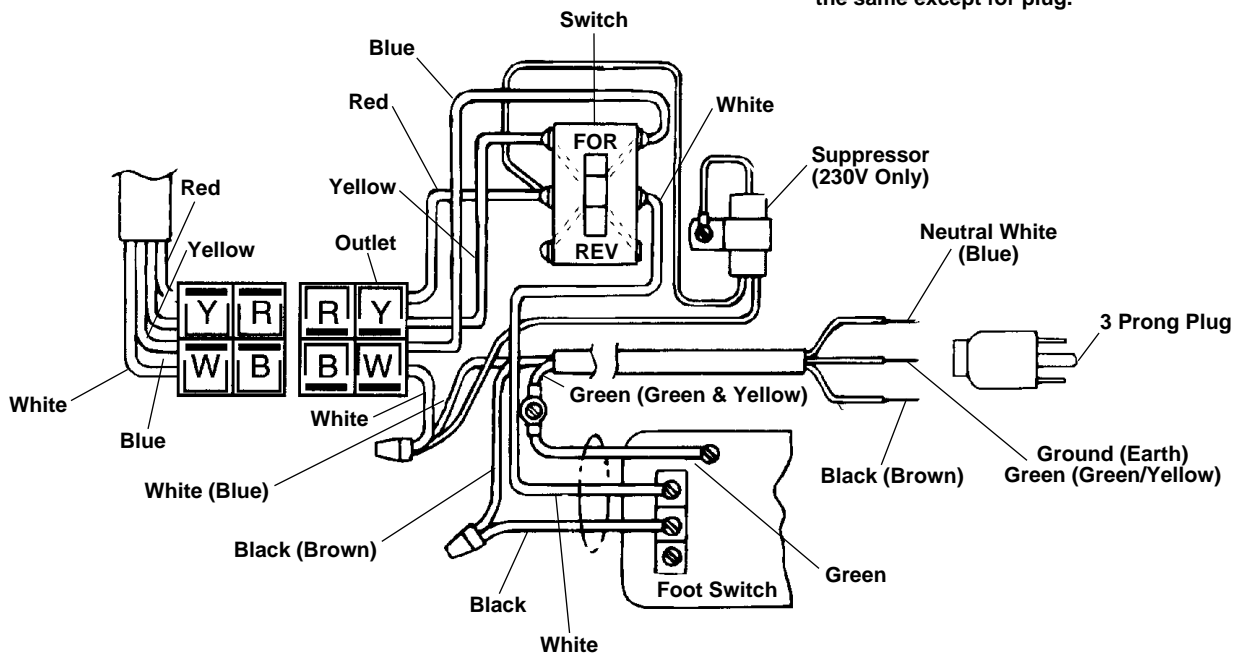 the same except for plug.
Switch
Blue
Red
White
FOR
Suppressor
(230V Only)
Red
Yellow
Yellow
Outlet
REV
Neutral White
(Blue)
3 Prong Plug
Y R
R Y
W B
B W
White
Blue
White
Green (Green & Yellow)
White (Blue)
Ground (Earth)
Green (Green/Yellow)
Black (Brown)
Black (Brown)
Green
Foot Switch
Black
White